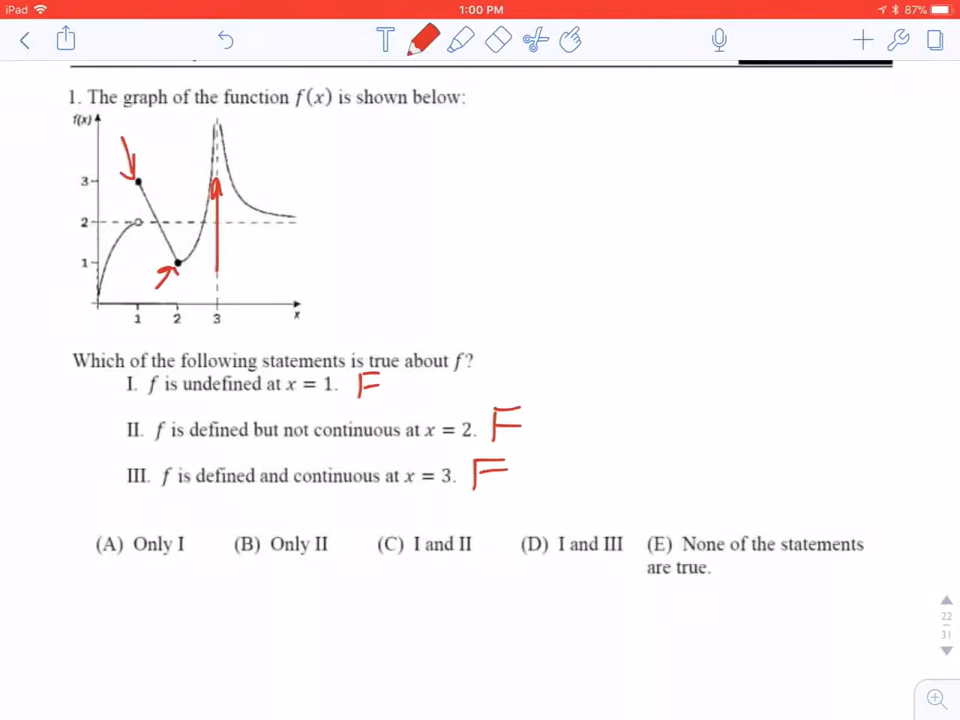 iPad 1:00 PM 87%
T
1. The graph of the function f(x) is shown below:
f(x)
3
2
1
1 2 3 x
Which of the following statements is true about f?
I. f is undefined at x = 1. F
II. f is defined but not continuous at x = 2. F
III. f is defined and continuous at x = 3. F
(A) Only I (B) Only II (C) I and II (D) I and III (E) None of the statements
are true.
22
31